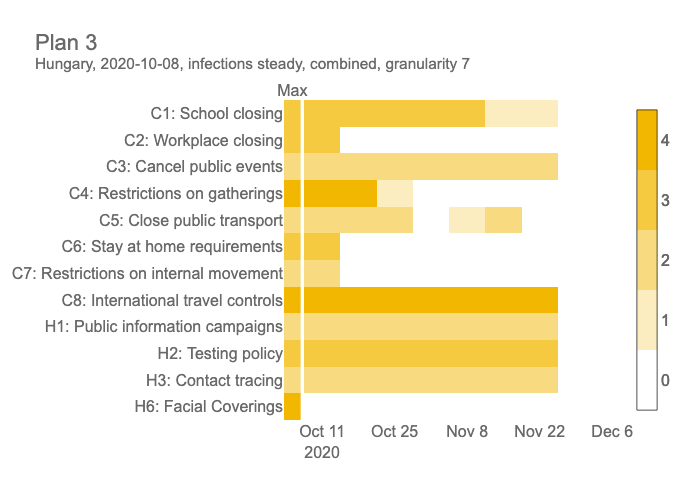 Plan 3
Hungary, 2020-10-08, infections steady, combined, granularity 7
Max
C1: School closing
C2: Workplace closing
C3: Cancel public events
C4: Restrictions on gatherings
C5: Close public transport
C6: Stay at home requirements
C7: Restrictions on internal movement
C8: International travel controls
H1: Public information campaigns
H2: Testing policy
H3: Contact tracing
H6: Facial Coverings
Oct 11 Oct 25 Nov 8 Nov 22 Dec 6
2020
4
3
2
1
0